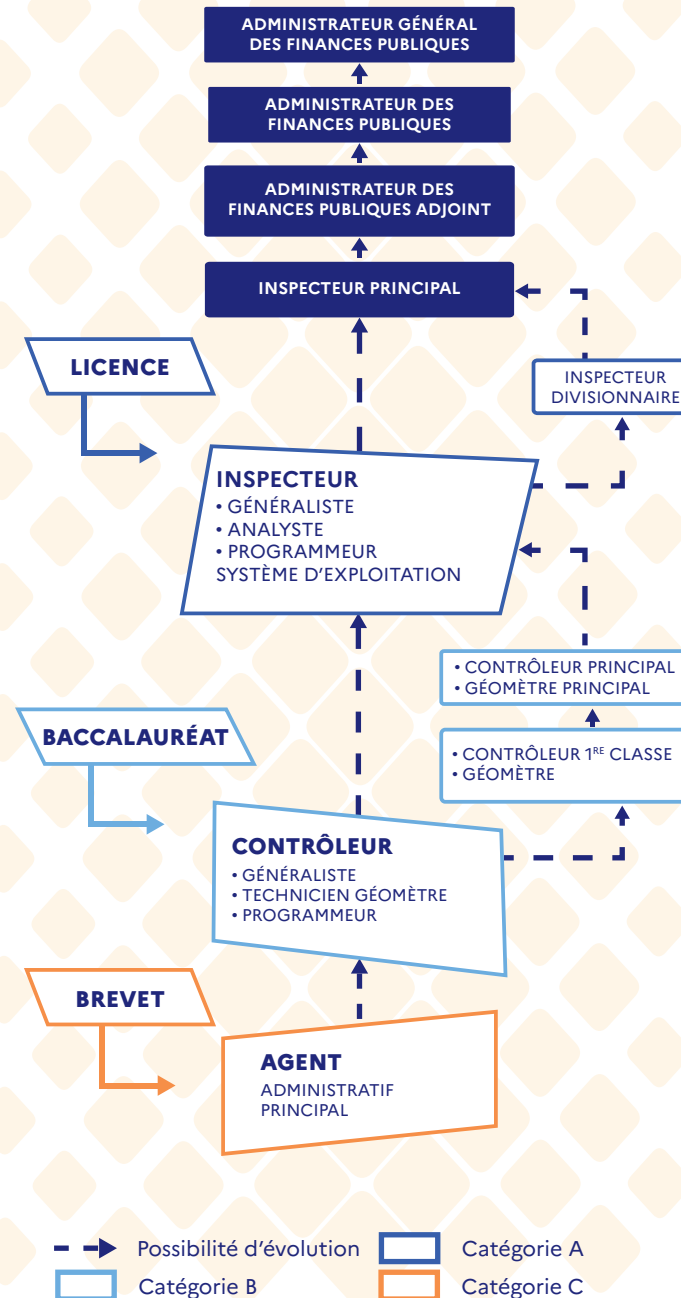 ADMINISTRATEUR GÉNÉRAL
DES FINANCES PUBLIQUES
ADMINISTRATEUR DES
FINANCES PUBLIQUES
ADMINISTRATEUR DES
FINANCES PUBLIQUES ADJOINT
INSPECTEUR PRINCIPAL
LICENCE
INSPECTEUR
DIVISIONNAIRE
INSPECTEUR
• GÉNÉRALISTE
• ANALYSTE
• PROGRAMMEUR
SYSTÈME D'EXPLOITATION
• CONTRÔLEUR PRINCIPAL
• GÉOMÈTRE PRINCIPAL
BACCALAURÉAT
• CONTRÔLEUR 1RE CLASSE
• GÉOMÈTRE
CONTRÔLEUR
• GÉNÉRALISTE
• TECHNICIEN GÉOMÈTRE
• PROGRAMMEUR
BREVET
AGENT
ADMINISTRATIF
PRINCIPAL
Possibilité d'évolution
Catégorie A
Catégorie B
Catégorie C